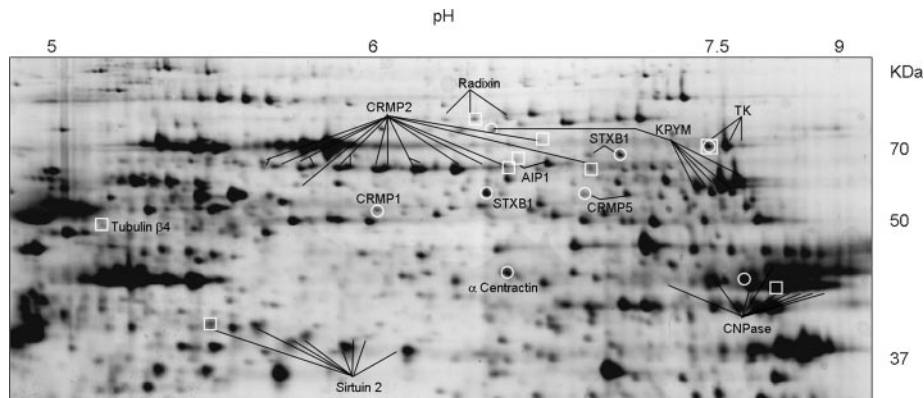 pH
5 6 7.5 9
KDa
Radixin
CRMP2 TK
STXB1 KPYM
70
AIP1
CRMP1 STXB1 CRMP5
50
Tubulin β4
α Centractin
CNPase
37
Sirtuin 2